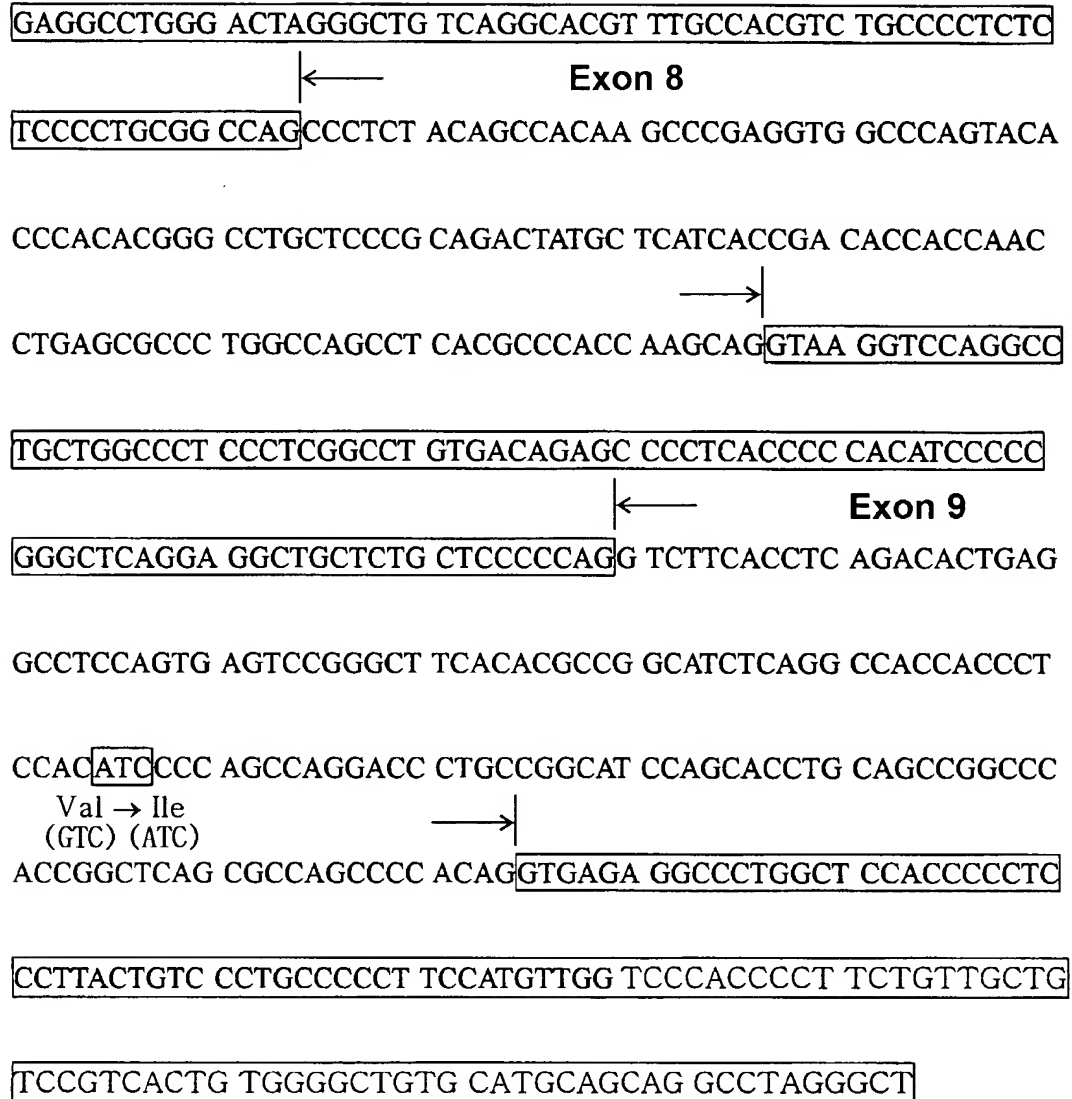 GAGGCCTGGG ACTAGGGCTG TCAGGCACGT TTGCCACGTC TGCCCCTCTC
Exon 8
TCCCCTGCGG CCAGCCCTCT ACAGCCACAA GCCCGAGGTG GCCCAGTACA
CCCACACGGG CCTGCTCCCG CAGACTATGC TCATCACCGA CACCACCAAC
CTGAGCGCCC TGGCCAGCCT CACGCCCACC AAGCAGGTAA GGTCCAGGCC
TGCTGGCCCT CCCTCGGCCT GTGACAGAGC CCCTCACCCC CACATCCCCC
Exon 9
GGGCTCAGGA GGCTGCTCTG CTCCCCCAGG TCTTCACCTC AGACACTGAG
GCCTCCAGTG AGTCCGGGCT TCACACGCCG GCATCTCAGG CCACCACCCT
CCACATCCCC AGCCAGGACC CTGCCGGCAT CCAGCACCTG CAGCCGGCCC
Val → Ile
(GTC) (ATC)
ACCGGCTCAG CGCCAGCCCC ACAGGTGAGA GGCCCTGGCT CCACCCCCTC
CCTTACTGTC CCTGCCCCCT TCCATGTTGG TCCCACCCCT TCTGTTGCTG
TCCGTCACTG TGGGGCTGTG CATGCAGCAG GCCTAGGGCT